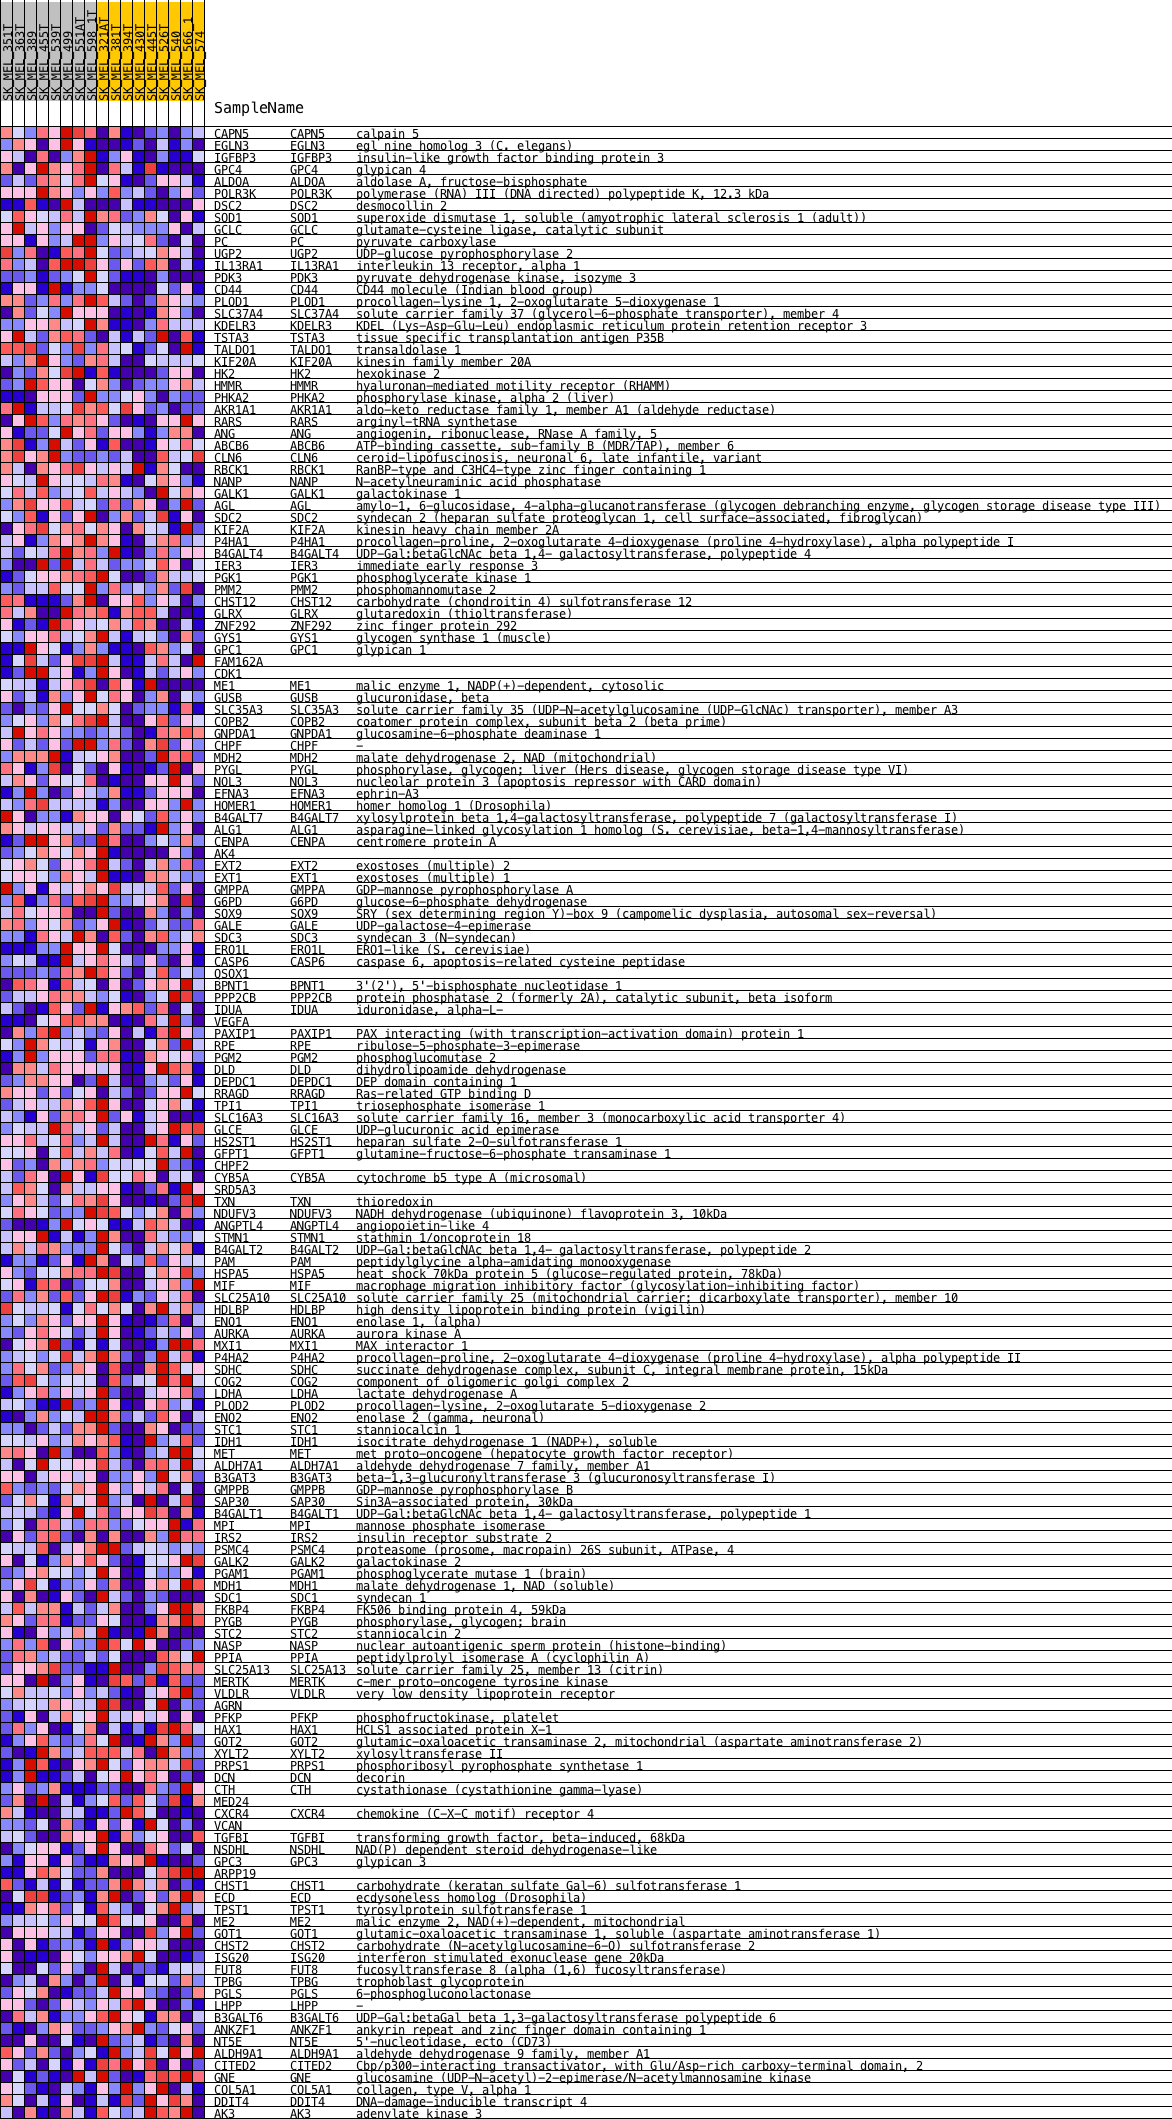 SK_MEL_351T
SK_MEL_363T
SK_MEL_389
SK_MEL_455T
SK_MEL_539T
SK_MEL_499
SK_MEL_551AT
SK_MEL_598_1T
SK_MEL_321AT
SK_MEL_381T
SK_MEL_394T
SK_MEL_430T
SK_MEL_445T
SK_MEL_526T
SK_MEL_540
SK_MEL_566_1
SK_MEL_574
SampleName
CAPN5 CAPN5 calpain 5
EGLN3 EGLN3 egl nine homolog 3 (C. elegans)
IGFBP3 IGFBP3 insulin-like growth factor binding protein 3
GPC4 GPC4 glypican 4
ALDOA ALDOA aldolase A, fructose-bisphosphate
POLR3K POLR3K polymerase (RNA) III (DNA directed) polypeptide K, 12.3 kDa
DSC2 DSC2 desmocollin 2
SOD1 SOD1 superoxide dismutase 1, soluble (amyotrophic lateral sclerosis 1 (adult))
GCLC GCLC glutamate-cysteine ligase, catalytic subunit
PC PC pyruvate carboxylase
UGP2 UGP2 UDP-glucose pyrophosphorylase 2
IL13RA1 IL13RA1 interleukin 13 receptor, alpha 1
PDK3 PDK3 pyruvate dehydrogenase kinase, isozyme 3
CD44 CD44 CD44 molecule (Indian blood group)
PLOD1 PLOD1 procollagen-lysine 1, 2-oxoglutarate 5-dioxygenase 1
SLC37A4 SLC37A4 solute carrier family 37 (glycerol-6-phosphate transporter), member 4
KDELR3 KDELR3 KDEL (Lys-Asp-Glu-Leu) endoplasmic reticulum protein retention receptor 3
TSTA3 TSTA3 tissue specific transplantation antigen P35B
TALDO1 TALDO1 transaldolase 1
KIF20A KIF20A kinesin family member 20A
HK2 HK2 hexokinase 2
HMMR HMMR hyaluronan-mediated motility receptor (RHAMM)
PHKA2 PHKA2 phosphorylase kinase, alpha 2 (liver)
AKR1A1 AKR1A1 aldo-keto reductase family 1, member A1 (aldehyde reductase)
RARS RARS arginyl-tRNA synthetase
ANG ANG angiogenin, ribonuclease, RNase A family, 5
ABCB6 ABCB6 ATP-binding cassette, sub-family B (MDR/TAP), member 6
CLN6 CLN6 ceroid-lipofuscinosis, neuronal 6, late infantile, variant
RBCK1 RBCK1 RanBP-type and C3HC4-type zinc finger containing 1
NANP NANP N-acetylneuraminic acid phosphatase
GALK1 GALK1 galactokinase 1
AGL AGL amylo-1, 6-glucosidase, 4-alpha-glucanotransferase (glycogen debranching enzyme, glycogen storage disease type III)
SDC2 SDC2 syndecan 2 (heparan sulfate proteoglycan 1, cell surface-associated, fibroglycan)
KIF2A KIF2A kinesin heavy chain member 2A
P4HA1 P4HA1 procollagen-proline, 2-oxoglutarate 4-dioxygenase (proline 4-hydroxylase), alpha polypeptide I
B4GALT4 B4GALT4 UDP-Gal:betaGlcNAc beta 1,4- galactosyltransferase, polypeptide 4
IER3 IER3 immediate early response 3
PGK1 PGK1 phosphoglycerate kinase 1
PMM2 PMM2 phosphomannomutase 2
CHST12 CHST12 carbohydrate (chondroitin 4) sulfotransferase 12
GLRX GLRX glutaredoxin (thioltransferase)
ZNF292 ZNF292 zinc finger protein 292
GYS1 GYS1 glycogen synthase 1 (muscle)
GPC1 GPC1 glypican 1
FAM162A
CDK1
ME1 ME1 malic enzyme 1, NADP(+)-dependent, cytosolic
GUSB GUSB glucuronidase, beta
SLC35A3 SLC35A3 solute carrier family 35 (UDP-N-acetylglucosamine (UDP-GlcNAc) transporter), member A3
COPB2 COPB2 coatomer protein complex, subunit beta 2 (beta prime)
GNPDA1 GNPDA1 glucosamine-6-phosphate deaminase 1
CHPF CHPF -
MDH2 MDH2 malate dehydrogenase 2, NAD (mitochondrial)
PYGL PYGL phosphorylase, glycogen; liver (Hers disease, glycogen storage disease type VI)
NOL3 NOL3 nucleolar protein 3 (apoptosis repressor with CARD domain)
EFNA3 EFNA3 ephrin-A3
HOMER1 HOMER1 homer homolog 1 (Drosophila)
B4GALT7 B4GALT7 xylosylprotein beta 1,4-galactosyltransferase, polypeptide 7 (galactosyltransferase I)
ALG1 ALG1 asparagine-linked glycosylation 1 homolog (S. cerevisiae, beta-1,4-mannosyltransferase)
CENPA CENPA centromere protein A
AK4
EXT2 EXT2 exostoses (multiple) 2
EXT1 EXT1 exostoses (multiple) 1
GMPPA GMPPA GDP-mannose pyrophosphorylase A
G6PD G6PD glucose-6-phosphate dehydrogenase
SOX9 SOX9 SRY (sex determining region Y)-box 9 (campomelic dysplasia, autosomal sex-reversal)
GALE GALE UDP-galactose-4-epimerase
SDC3 SDC3 syndecan 3 (N-syndecan)
ERO1L ERO1L ERO1-like (S. cerevisiae)
CASP6 CASP6 caspase 6, apoptosis-related cysteine peptidase
QSOX1
BPNT1 BPNT1 3'(2'), 5'-bisphosphate nucleotidase 1
PPP2CB PPP2CB protein phosphatase 2 (formerly 2A), catalytic subunit, beta isoform
IDUA IDUA iduronidase, alpha-L-
VEGFA
PAXIP1 PAXIP1 PAX interacting (with transcription-activation domain) protein 1
RPE RPE ribulose-5-phosphate-3-epimerase
PGM2 PGM2 phosphoglucomutase 2
DLD DLD dihydrolipoamide dehydrogenase
DEPDC1 DEPDC1 DEP domain containing 1
RRAGD RRAGD Ras-related GTP binding D
TPI1 TPI1 triosephosphate isomerase 1
SLC16A3 SLC16A3 solute carrier family 16, member 3 (monocarboxylic acid transporter 4)
GLCE GLCE UDP-glucuronic acid epimerase
HS2ST1 HS2ST1 heparan sulfate 2-O-sulfotransferase 1
GFPT1 GFPT1 glutamine-fructose-6-phosphate transaminase 1
CHPF2
CYB5A CYB5A cytochrome b5 type A (microsomal)
SRD5A3
TXN TXN thioredoxin
NDUFV3 NDUFV3 NADH dehydrogenase (ubiquinone) flavoprotein 3, 10kDa
ANGPTL4 ANGPTL4 angiopoietin-like 4
STMN1 STMN1 stathmin 1/oncoprotein 18
B4GALT2 B4GALT2 UDP-Gal:betaGlcNAc beta 1,4- galactosyltransferase, polypeptide 2
PAM PAM peptidylglycine alpha-amidating monooxygenase
HSPA5 HSPA5 heat shock 70kDa protein 5 (glucose-regulated protein, 78kDa)
MIF MIF macrophage migration inhibitory factor (glycosylation-inhibiting factor)
SLC25A10 SLC25A10 solute carrier family 25 (mitochondrial carrier; dicarboxylate transporter), member 10
HDLBP HDLBP high density lipoprotein binding protein (vigilin)
ENO1 ENO1 enolase 1, (alpha)
AURKA AURKA aurora kinase A
MXI1 MXI1 MAX interactor 1
P4HA2 P4HA2 procollagen-proline, 2-oxoglutarate 4-dioxygenase (proline 4-hydroxylase), alpha polypeptide II
SDHC SDHC succinate dehydrogenase complex, subunit C, integral membrane protein, 15kDa
COG2 COG2 component of oligomeric golgi complex 2
LDHA LDHA lactate dehydrogenase A
PLOD2 PLOD2 procollagen-lysine, 2-oxoglutarate 5-dioxygenase 2
ENO2 ENO2 enolase 2 (gamma, neuronal)
STC1 STC1 stanniocalcin 1
IDH1 IDH1 isocitrate dehydrogenase 1 (NADP+), soluble
MET MET met proto-oncogene (hepatocyte growth factor receptor)
ALDH7A1 ALDH7A1 aldehyde dehydrogenase 7 family, member A1
B3GAT3 B3GAT3 beta-1,3-glucuronyltransferase 3 (glucuronosyltransferase I)
GMPPB GMPPB GDP-mannose pyrophosphorylase B
SAP30 SAP30 Sin3A-associated protein, 30kDa
B4GALT1 B4GALT1 UDP-Gal:betaGlcNAc beta 1,4- galactosyltransferase, polypeptide 1
MPI MPI mannose phosphate isomerase
IRS2 IRS2 insulin receptor substrate 2
PSMC4 PSMC4 proteasome (prosome, macropain) 26S subunit, ATPase, 4
GALK2 GALK2 galactokinase 2
PGAM1 PGAM1 phosphoglycerate mutase 1 (brain)
MDH1 MDH1 malate dehydrogenase 1, NAD (soluble)
SDC1 SDC1 syndecan 1
FKBP4 FKBP4 FK506 binding protein 4, 59kDa
PYGB PYGB phosphorylase, glycogen; brain
STC2 STC2 stanniocalcin 2
NASP NASP nuclear autoantigenic sperm protein (histone-binding)
PPIA PPIA peptidylprolyl isomerase A (cyclophilin A)
SLC25A13 SLC25A13 solute carrier family 25, member 13 (citrin)
MERTK MERTK c-mer proto-oncogene tyrosine kinase
VLDLR VLDLR very low density lipoprotein receptor
AGRN
PFKP PFKP phosphofructokinase, platelet
HAX1 HAX1 HCLS1 associated protein X-1
GOT2 GOT2 glutamic-oxaloacetic transaminase 2, mitochondrial (aspartate aminotransferase 2)
XYLT2 XYLT2 xylosyltransferase II
PRPS1 PRPS1 phosphoribosyl pyrophosphate synthetase 1
DCN DCN decorin
CTH CTH cystathionase (cystathionine gamma-lyase)
MED24
CXCR4 CXCR4 chemokine (C-X-C motif) receptor 4
VCAN
TGFBI TGFBI transforming growth factor, beta-induced, 68kDa
NSDHL NSDHL NAD(P) dependent steroid dehydrogenase-like
GPC3 GPC3 glypican 3
ARPP19
CHST1 CHST1 carbohydrate (keratan sulfate Gal-6) sulfotransferase 1
ECD ECD ecdysoneless homolog (Drosophila)
TPST1 TPST1 tyrosylprotein sulfotransferase 1
ME2 ME2 malic enzyme 2, NAD(+)-dependent, mitochondrial
GOT1 GOT1 glutamic-oxaloacetic transaminase 1, soluble (aspartate aminotransferase 1)
CHST2 CHST2 carbohydrate (N-acetylglucosamine-6-O) sulfotransferase 2
ISG20 ISG20 interferon stimulated exonuclease gene 20kDa
FUT8 FUT8 fucosyltransferase 8 (alpha (1,6) fucosyltransferase)
TPBG TPBG trophoblast glycoprotein
PGLS PGLS 6-phosphogluconolactonase
LHPP LHPP -
B3GALT6 B3GALT6 UDP-Gal:betaGal beta 1,3-galactosyltransferase polypeptide 6
ANKZF1 ANKZF1 ankyrin repeat and zinc finger domain containing 1
NT5E NT5E 5'-nucleotidase, ecto (CD73)
ALDH9A1 ALDH9A1 aldehyde dehydrogenase 9 family, member A1
CITED2 CITED2 Cbp/p300-interacting transactivator, with Glu/Asp-rich carboxy-terminal domain, 2
GNE GNE glucosamine (UDP-N-acetyl)-2-epimerase/N-acetylmannosamine kinase
COL5A1 COL5A1 collagen, type V, alpha 1
DDIT4 DDIT4 DNA-damage-inducible transcript 4
AK3 AK3 adenylate kinase 3